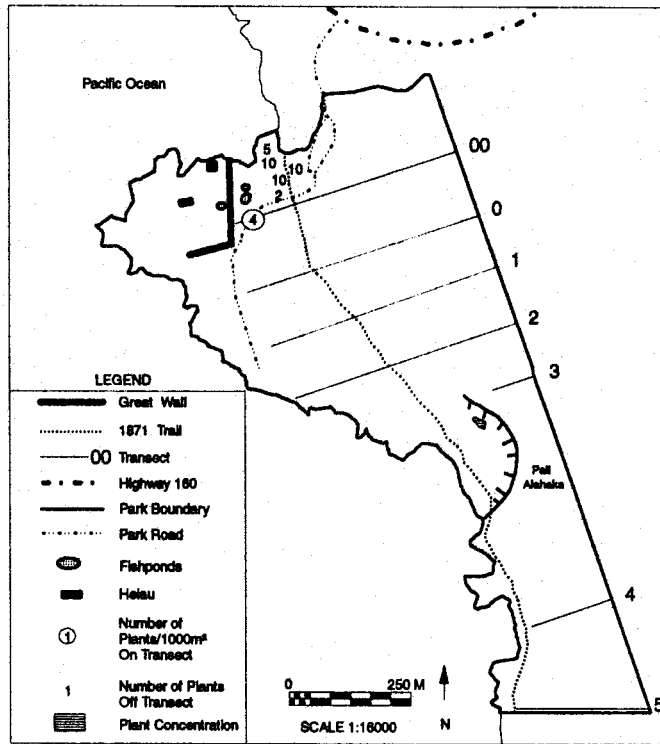 Pacific Ocean
5
10
10
10
2
4
00
0
1
2
3
Pali
Alahaka
4
5
LEGEND
Great Wall
1871 Trail
00 Transect
Highway 160
Park Boundary
Park Road
Fishponds
Heiau
1
Number of
Plants/1000m²
On Transect
1
Number of Plants
Off Transect
Plant Concentration
0 250 M
SCALE 1:16000
N